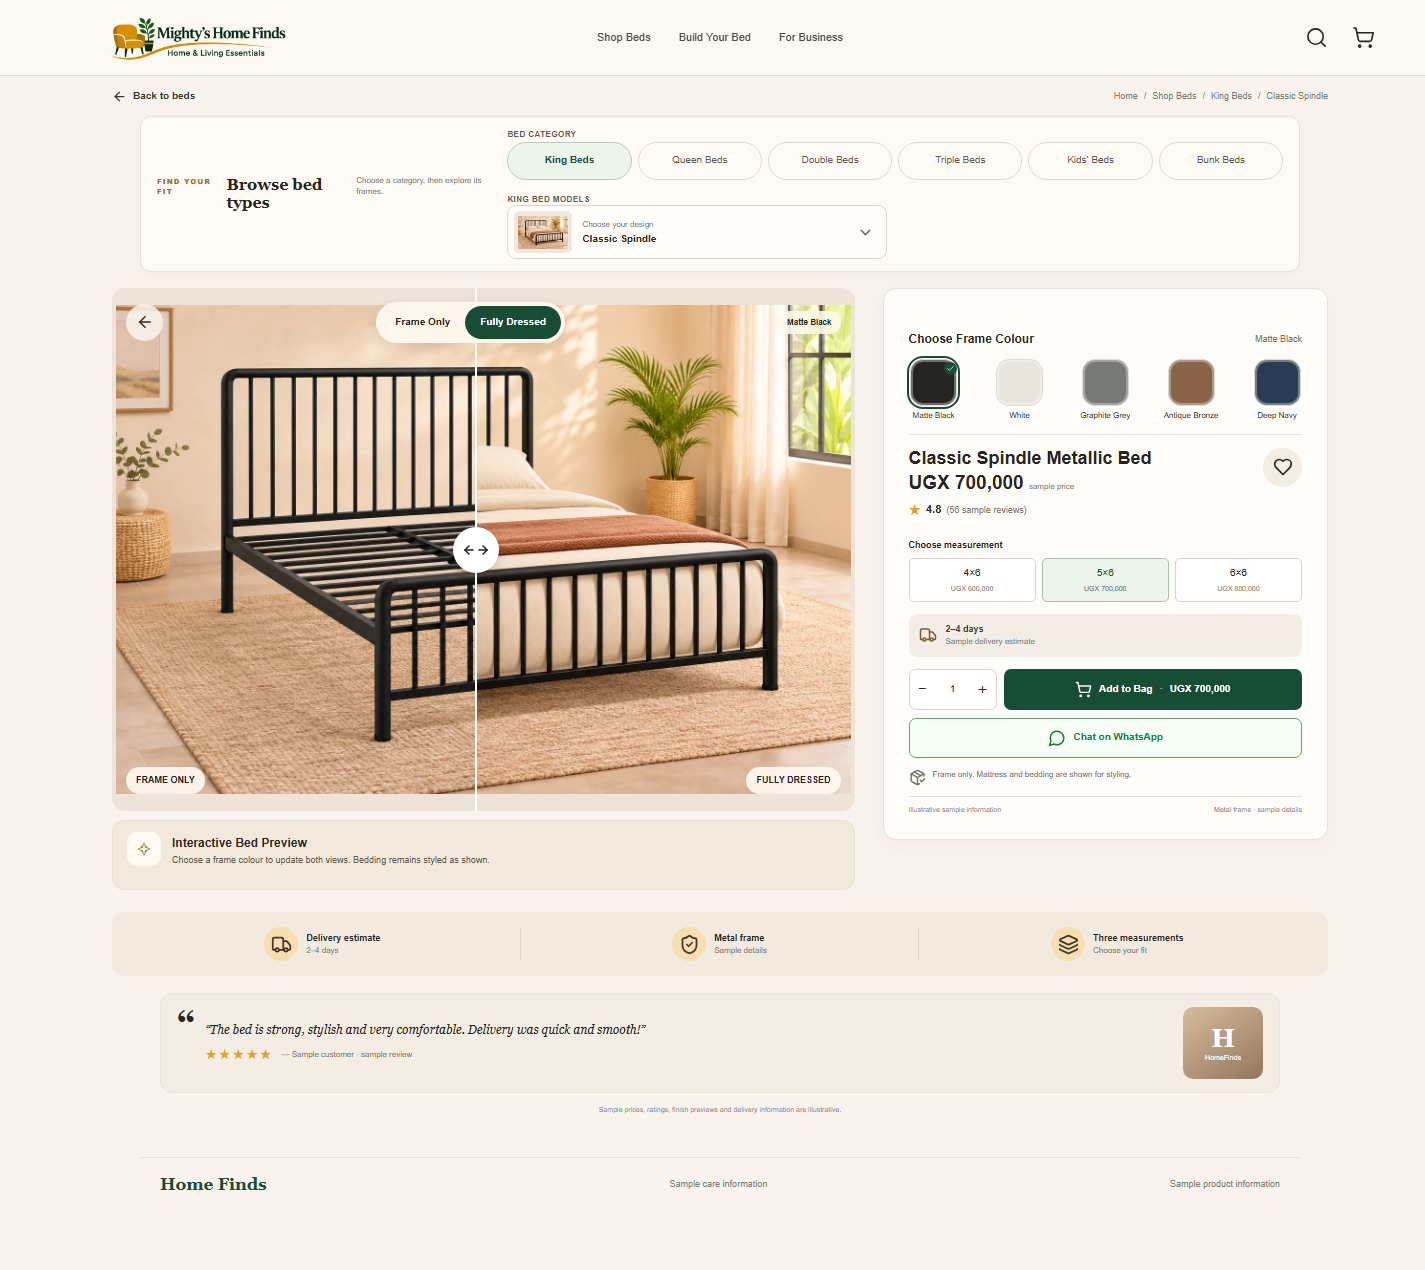 Mighty's Home Finds
Home & Living Essentials
Shop Beds
Build Your Bed
For Business
Back to beds
Home / Shop Beds / King Beds / Classic Spindle
FIND YOUR
FIT
Browse bed
types
Choose a category, then explore its
frames.
BED CATEGORY
King Beds
Queen Beds
Double Beds
Triple Beds
Kids' Beds
Bunk Beds
KING BED MODELS
Choose your design
Classic Spindle
Frame Only
Fully Dressed
Matte Black
FRAME ONLY
FULLY DRESSED
Interactive Bed Preview
Choose a frame colour to update both views. Bedding remains styled as shown.
Choose Frame Colour
Matte Black
Matte Black
White
Graphite Grey
Antique Bronze
Deep Navy
Classic Spindle Metallic Bed
UGX 700,000 sample price
4.8 (56 sample reviews)
Choose measurement
4×6
UGX 600,000
5×6
UGX 700,000
6×6
UGX 800,000
2–4 days
Sample delivery estimate
− 1 +
Add to Bag · UGX 700,000
Chat on WhatsApp
Frame only. Mattress and bedding are shown for styling.
Illustrative sample information
Metal frame · sample details
Delivery estimate
2–4 days
Metal frame
Sample details
Three measurements
Choose your fit
“
“The bed is strong, stylish and very comfortable. Delivery was quick and smooth!”
★★★★★ — Sample customer · sample review
H
HomeFinds
Sample prices, ratings, finish previews and delivery information are illustrative.
Home Finds
Sample care information
Sample product information